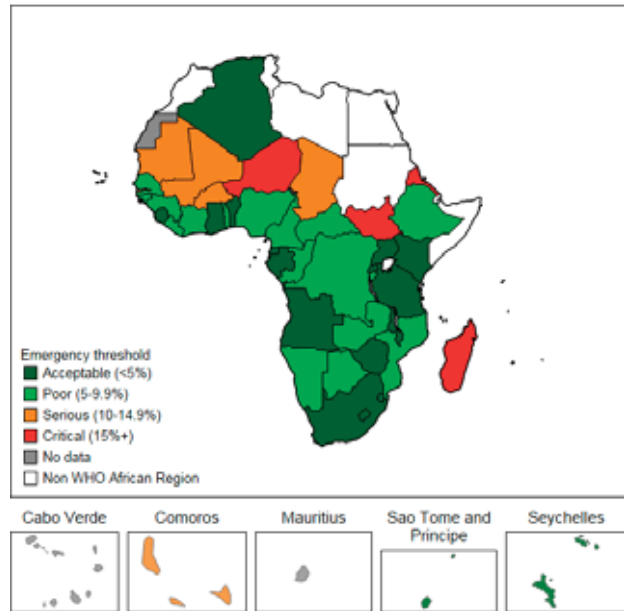 Emergency threshold
Acceptable (<5%)
Poor (5-9.9%)
Serious (10-14.9%)
Critical (15%+)
No data
Non WHO African Region
Cabo Verde
Comoros
Mauritius
Sao Tome and
Principe
Seychelles